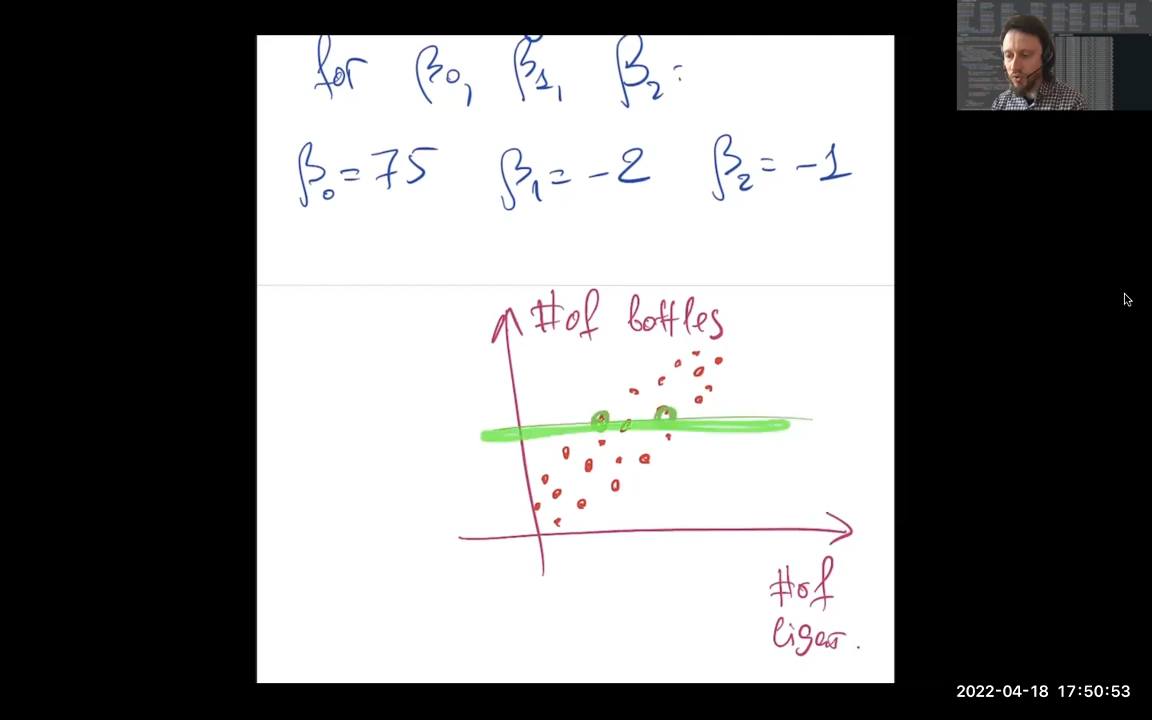 for β0, β1, β2:
β0 = 75 β1 = -2 β2 = -1
# of bottles
# of
2022-04-18 17:50:53